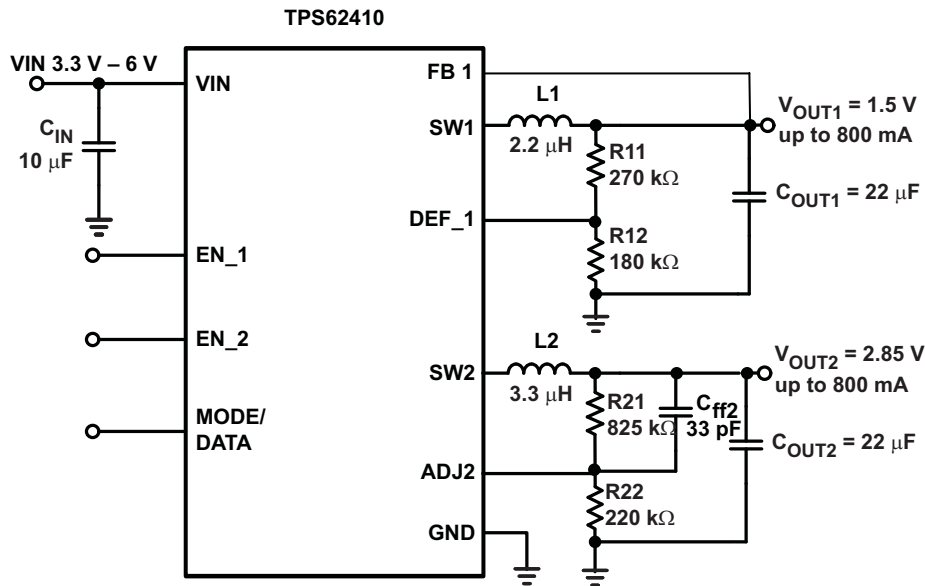 TPS62410
VIN 3.3 V – 6 V
VIN
FB 1
L1
SW1
2.2 μH
VOUT1 = 1.5 V
up to 800 mA
CIN
10 μF
R11
270 kΩ
COUT1 = 22 μF
DEF_1
R12
180 kΩ
EN_1
EN_2
L2
SW2
3.3 μH
VOUT2 = 2.85 V
up to 800 mA
R21
825 kΩ
Cff2
33 pF
MODE/
DATA
COUT2 = 22 μF
ADJ2
R22
220 kΩ
GND